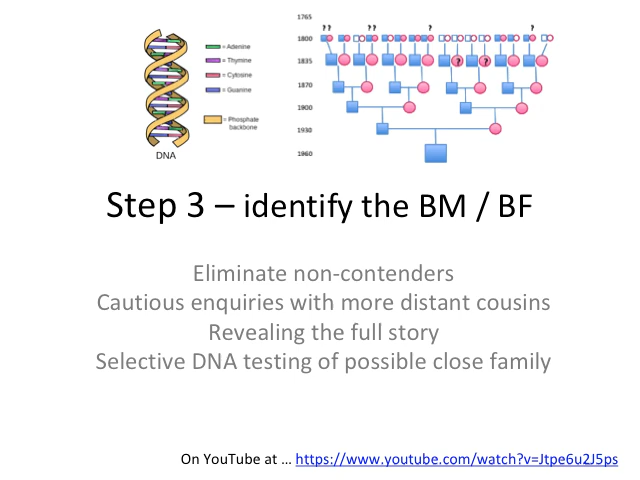 = Adenine
= Thymine
= Cytosine
= Guanine
= Phosphate
backbone
DNA
1765
1800
1835
1870
1900
1930
1960
? ? ? ? ? ?
? ?
Step 3 – identify the BM / BF
Eliminate non-contenders
Cautious enquiries with more distant cousins
Revealing the full story
Selective DNA testing of possible close family
On YouTube at … https://www.youtube.com/watch?v=Jtpe6u2J5ps